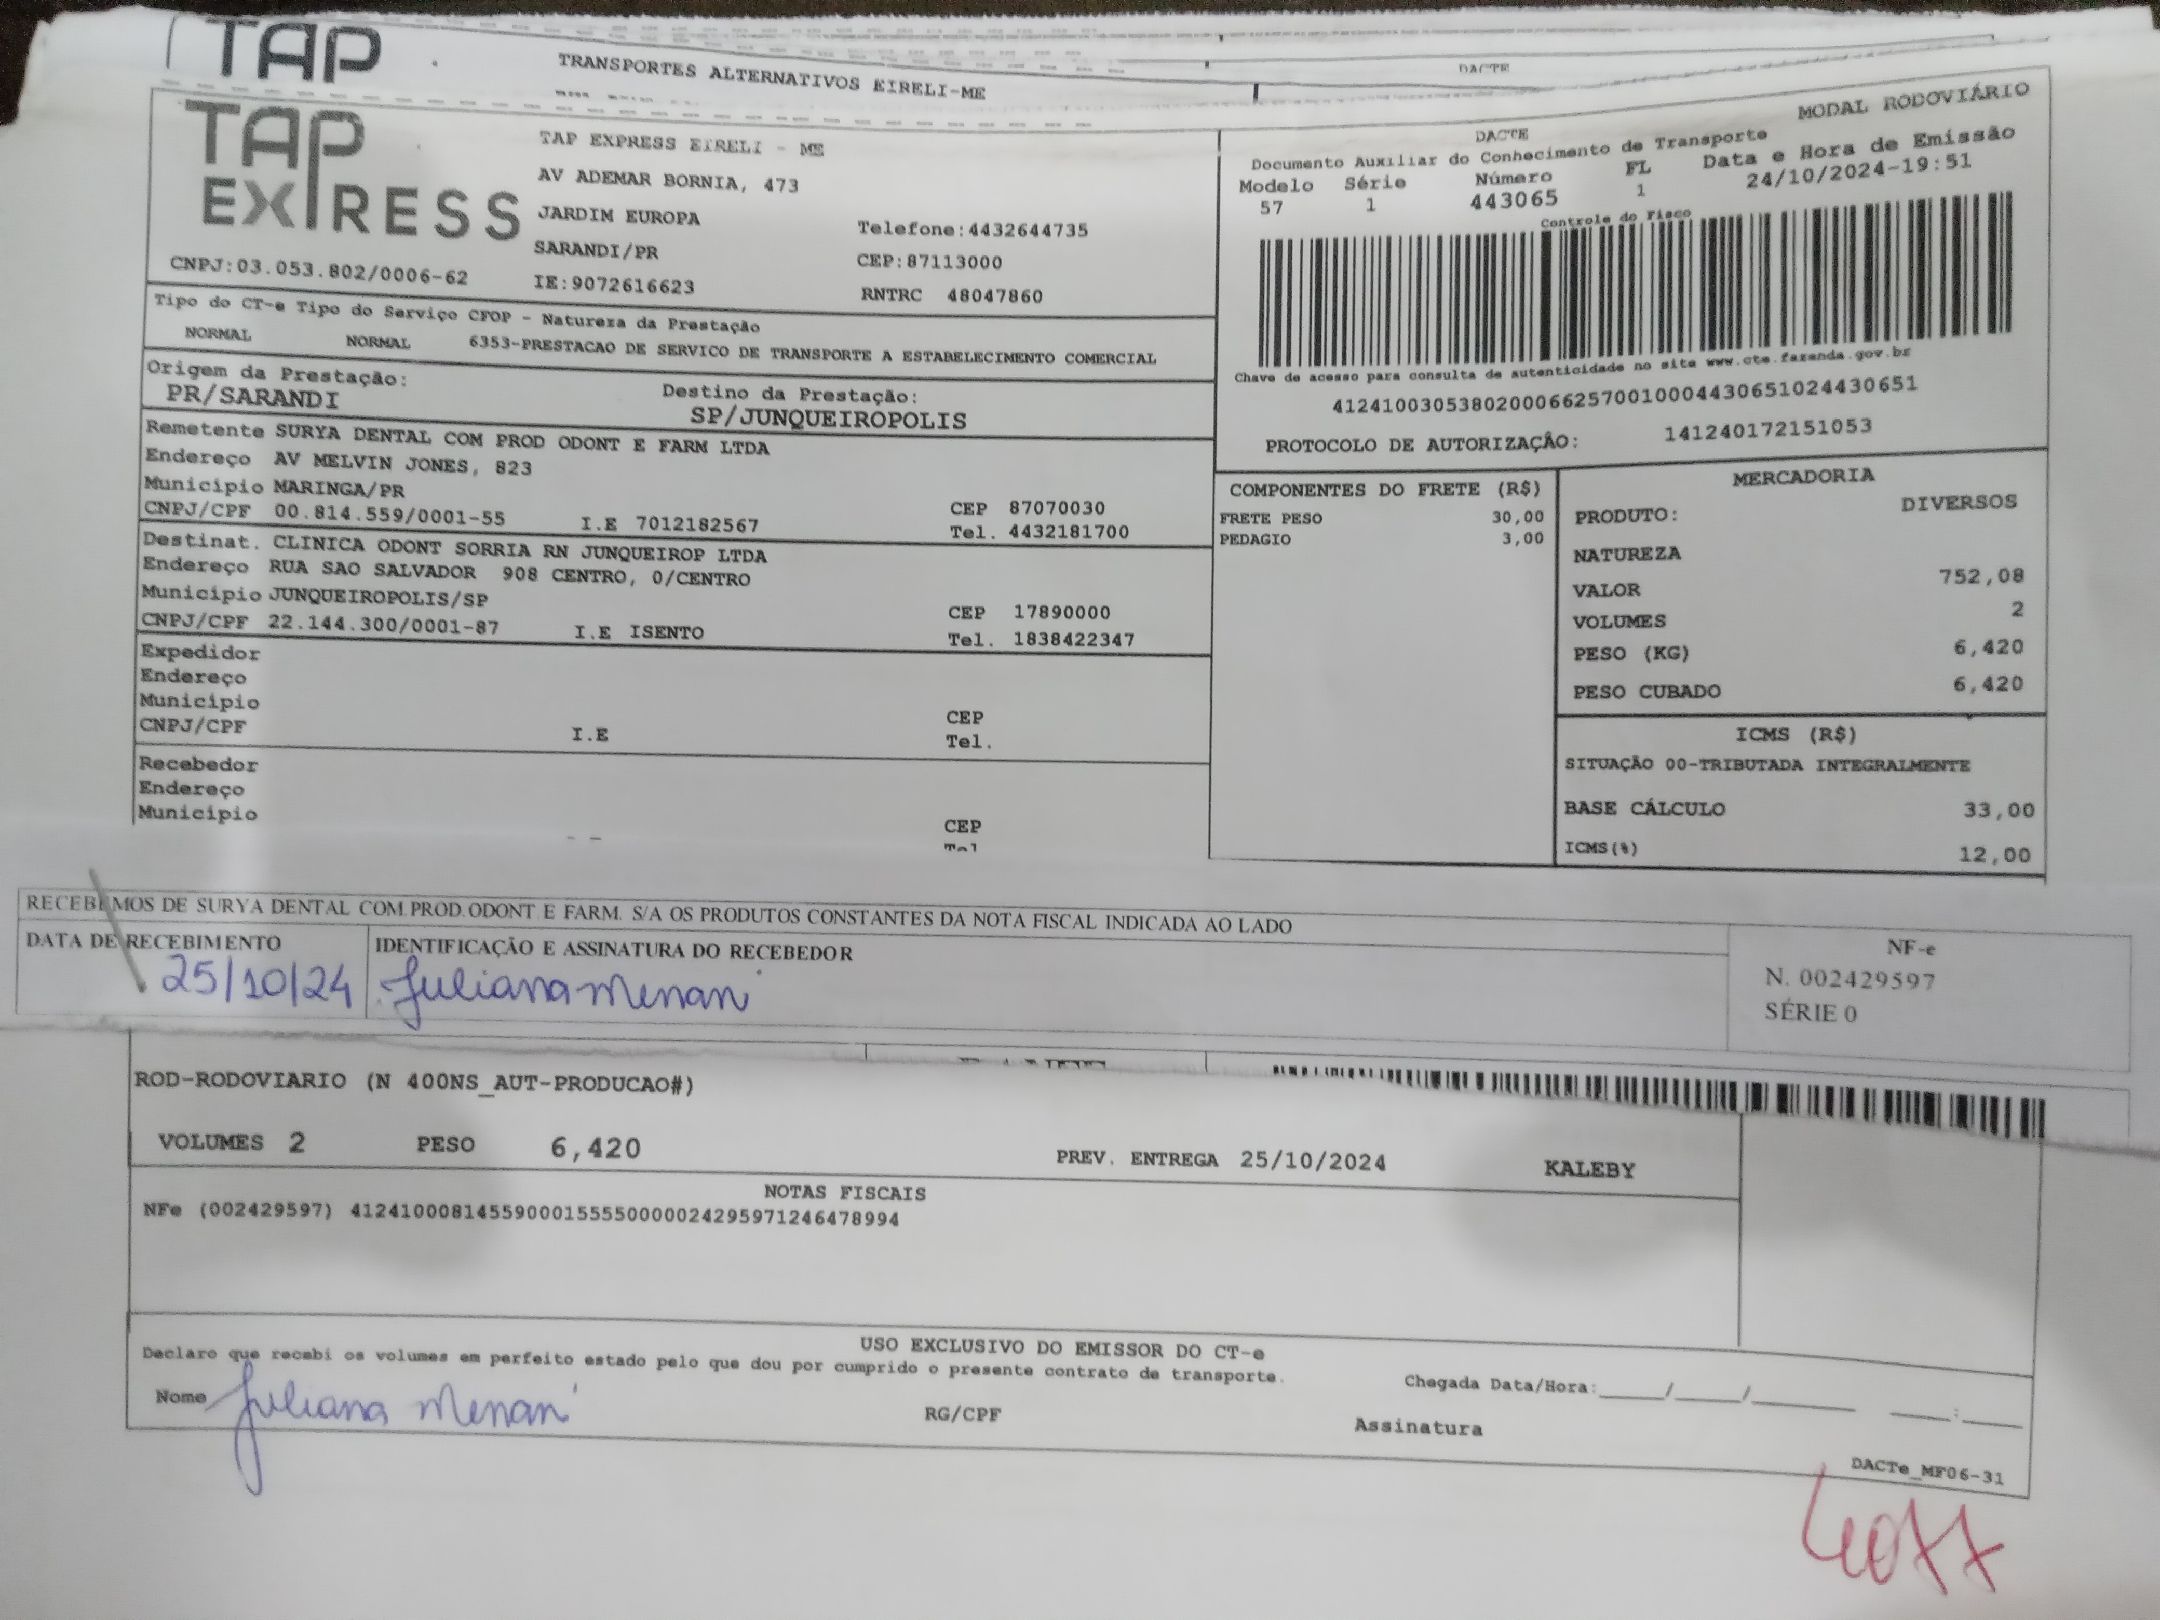 TAP
TRANSPORTES ALTERNATIVOS EIRELI-ME
DACTE
TAP EXPRESS
TAP EXPRESS EIRELI - ME
AV ADEMAR BORNIA, 473
JARDIM EUROPA
Telefone:4432644735
SARANDI/PR
CEP:87113000
CNPJ:03.053.802/0006-62
IE:9072616623
RNTRC 48047860
MODAL RODOVIÁRIO
DACTE
Documento Auxiliar do Conhecimento de Transporte
Modelo Série Número FL Data e Hora de Emissão
57 1 443065 1 24/10/2024-19:51
Controle do Fisco
Chave de acesso para consulta de autenticidade no site www.cte.fazenda.gov.br
41241003053802000662570010004430651024430651
PROTOCOLO DE AUTORIZAÇÃO: 141240172151053
Tipo do CT-e Tipo do Serviço CFOP - Natureza da Prestação
NORMAL NORMAL 6353-PRESTACAO DE SERVICO DE TRANSPORTE A ESTABELECIMENTO COMERCIAL
Origem da Prestação: Destino da Prestação:
PR/SARANDI SP/JUNQUEIROPOLIS
Remetente SURYA DENTAL COM PROD ODONT E FARM LTDA
Endereço AV MELVIN JONES, 823
Município MARINGA/PR CEP 87070030
CNPJ/CPF 00.814.559/0001-55 I.E 7012182567 Tel. 4432181700
Destinat. CLINICA ODONT SORRIA RN JUNQUEIROP LTDA
Endereço RUA SAO SALVADOR 908 CENTRO, 0/CENTRO
Município JUNQUEIROPOLIS/SP CEP 17890000
CNPJ/CPF 22.144.300/0001-87 I.E ISENTO Tel. 1838422347
Expedidor
Endereço
Município CEP
CNPJ/CPF I.E Tel.
Recebedor
Endereço
Município CEP
Tel
COMPONENTES DO FRETE (R$)
FRETE PESO 30,00
PEDAGIO 3,00
MERCADORIA
PRODUTO: DIVERSOS
NATUREZA
VALOR 752,08
VOLUMES 2
PESO (KG) 6,420
PESO CUBADO 6,420
ICMS (R$)
SITUAÇÃO 00-TRIBUTADA INTEGRALMENTE
BASE CÁLCULO 33,00
ICMS(%) 12,00
RECEBEMOS DE SURYA DENTAL COM.PROD.ODONT.E FARM. S/A OS PRODUTOS CONSTANTES DA NOTA FISCAL INDICADA AO LADO
DATA DE RECEBIMENTO IDENTIFICAÇÃO E ASSINATURA DO RECEBEDOR
25/10/24 Juliana Menani
NF-e
N. 002429597
SÉRIE 0
ROD-RODOVIARIO (N 400NS_AUT-PRODUCAO#)
VOLUMES 2 PESO 6,420 PREV. ENTREGA 25/10/2024 KALEBY
NOTAS FISCAIS
NFe (002429597) 41241000814559000155550000024295971246478994
USO EXCLUSIVO DO EMISSOR DO CT-e
Declaro que recebi os volumes em perfeito estado pelo que dou por cumprido o presente contrato de transporte.
Chegada Data/Hora:____/____/______ ____:____
Nome Juliana Menani RG/CPF Assinatura
DACTe_MF06-31